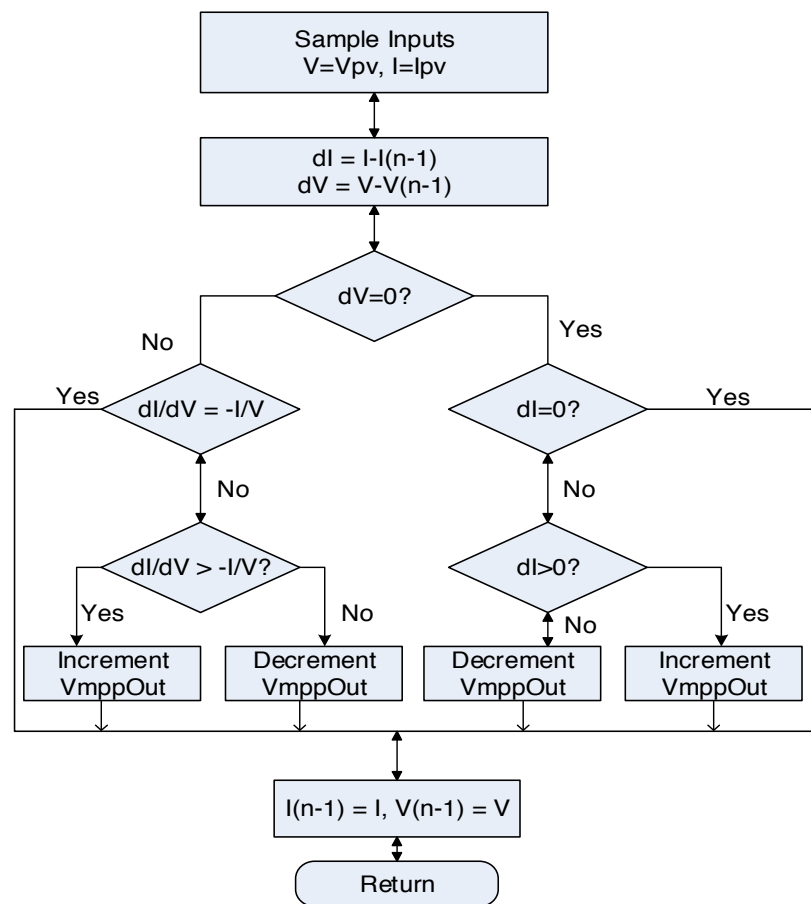 Sample Inputs
V=Vpv, I=Ipv
dI = I-I(n-1)
dV = V-V(n-1)
dV=0?
No
Yes
Yes
dI/dV = -I/V
dI=0?
Yes
No
No
dI/dV > -I/V?
dI>0?
Yes
No
No
Yes
Increment
VmppOut
Decrement
VmppOut
Decrement
VmppOut
Increment
VmppOut
I(n-1) = I, V(n-1) = V
Return